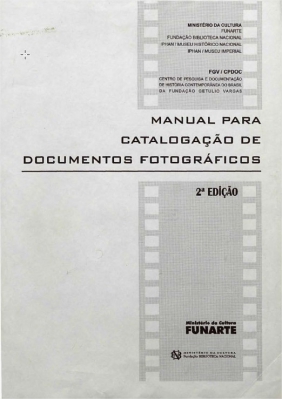 MINISTÉRIO DA CULTURA
FUNARTE
FUNDAÇÃO BIBLIOTECA NACIONAL
IPHAN / MUSEU HISTÓRICO NACIONAL
IPHAN / MUSEU IMPERIAL
FGV / CPDOC
CENTRO DE PESQUISA E DOCUMENTAÇÃO
DE HISTÓRIA CONTEMPORÂNEA DO BRASIL
DA FUNDAÇÃO GETULIO VARGAS
MANUAL PARA
CATALOGAÇÃO DE
DOCUMENTOS FOTOGRÁFICOS
2ª EDIÇÃO
Ministério da Cultura
FUNARTE
MINISTÉRIO DA CULTURA
Fundação BIBLIOTECA NACIONAL